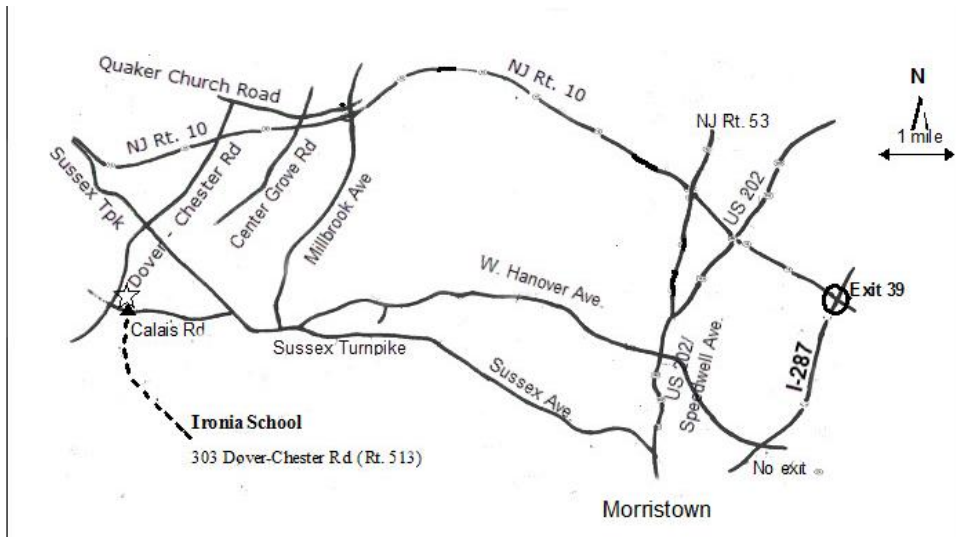 Quaker Church Road
NJ Rt. 10
N
NJ Rt. 53
1 mile
NJ Rt. 10
Sussex Tpk
Dover - Chester Rd
Center Grove Rd
Millbrook Ave
US 202
W. Hanover Ave.
Exit 39
Calais Rd
Sussex Turnpike
US 202/
Speedwell Ave.
I-287
Sussex Ave.
Ironia School
303 Dover-Chester Rd (Rt. 513)
No exit
Morristown